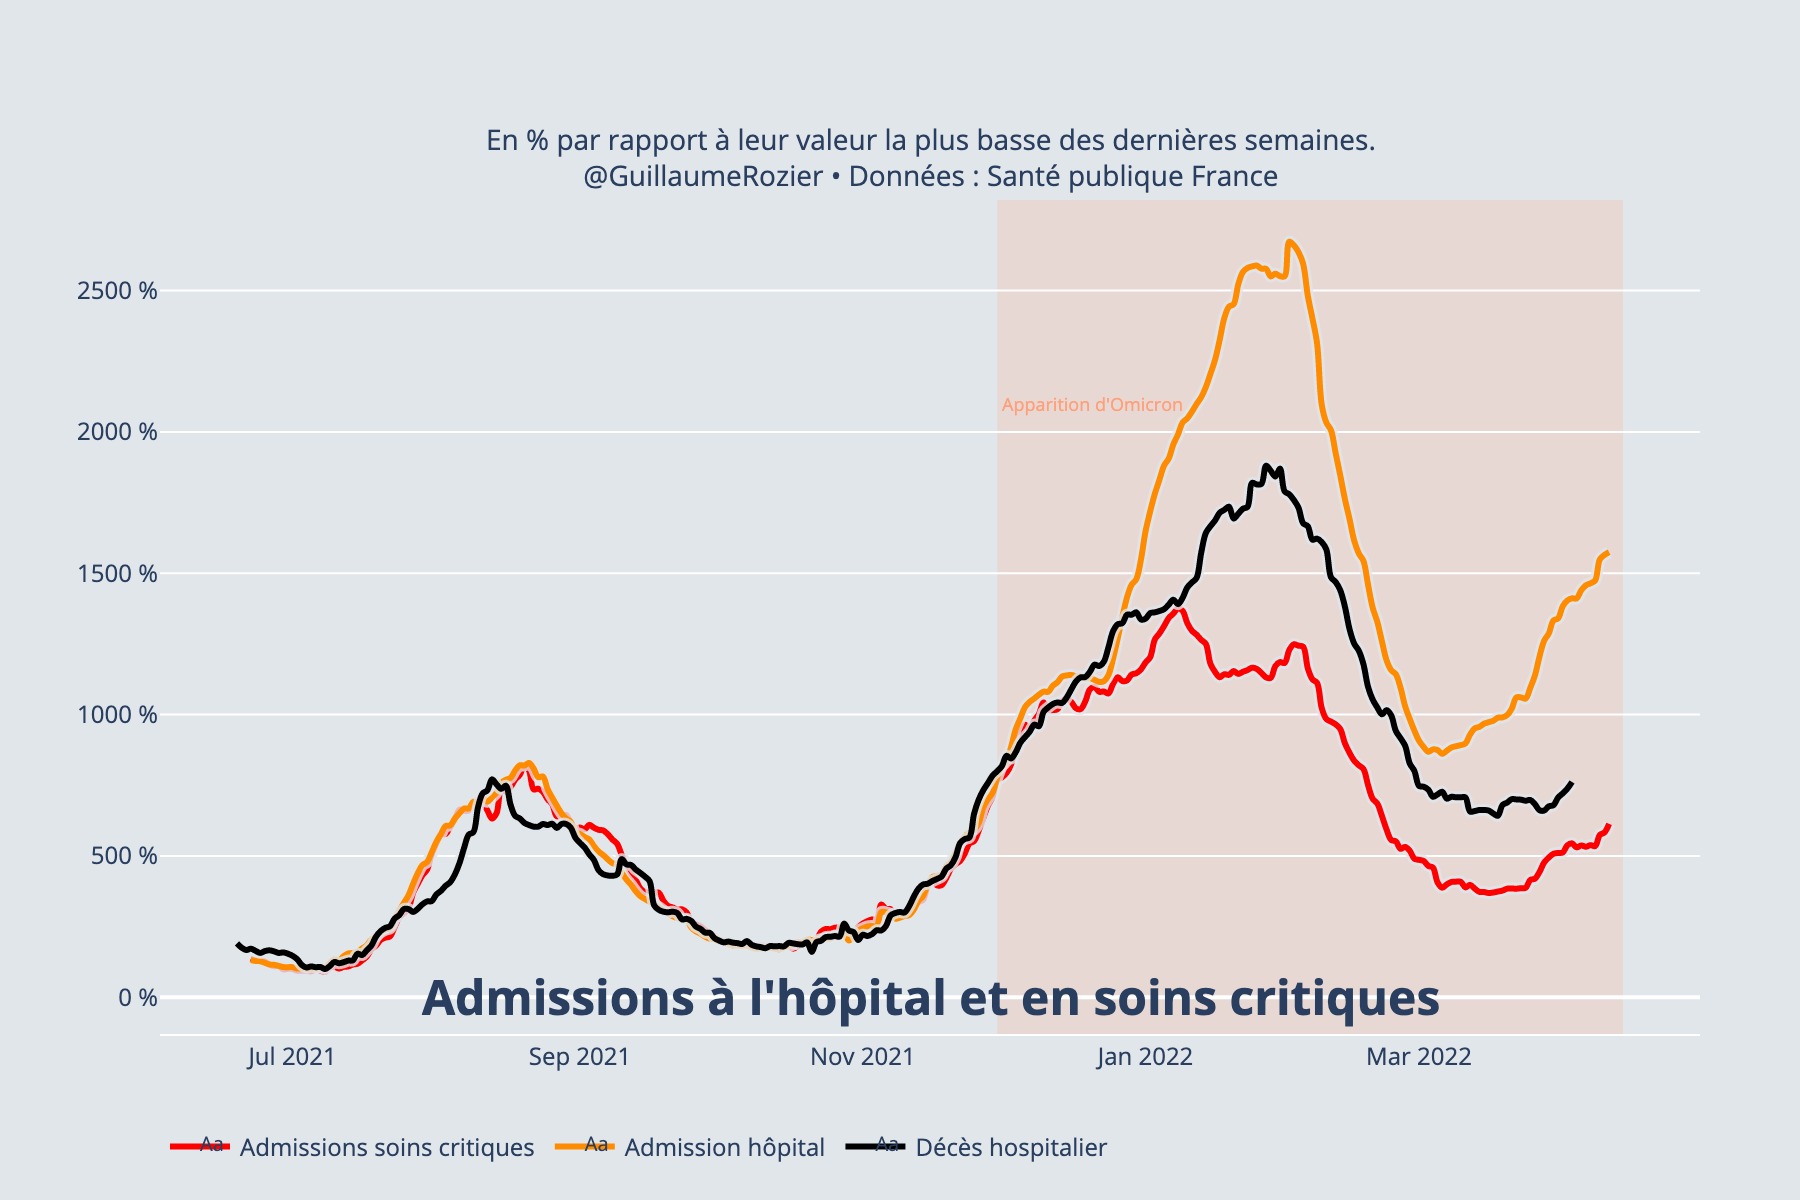 En % par rapport à leur valeur la plus basse des dernières semaines.
@GuillaumeRozier • Données : Santé publique France
2500 %
Apparition d'Omicron
2000 %
1500 %
1000 %
500 %
0 %
Admissions à l'hôpital et en soins critiques
Jul 2021 Sep 2021 Nov 2021 Jan 2022 Mar 2022
Aa Admissions soins critiques Aa Admission hôpital Aa Décès hospitalier